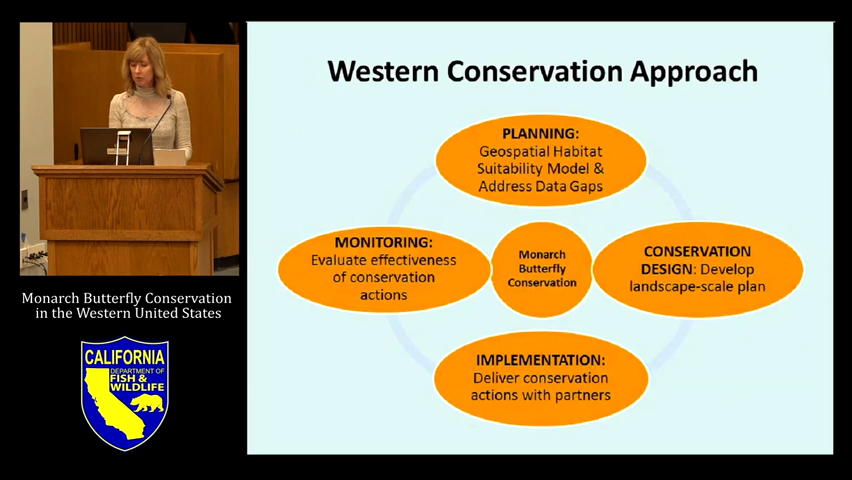 Western Conservation Approach
PLANNING:
Geospatial Habitat
Suitability Model &
Address Data Gaps
MONITORING:
Evaluate effectiveness
of conservation
actions
Monarch
Butterfly
Conservation
CONSERVATION
DESIGN: Develop
landscape-scale plan
IMPLEMENTATION:
Deliver conservation
actions with partners
Monarch Butterfly Conservation
in the Western United States
CALIFORNIA
DEPARTMENT OF
FISH &
WILDLIFE